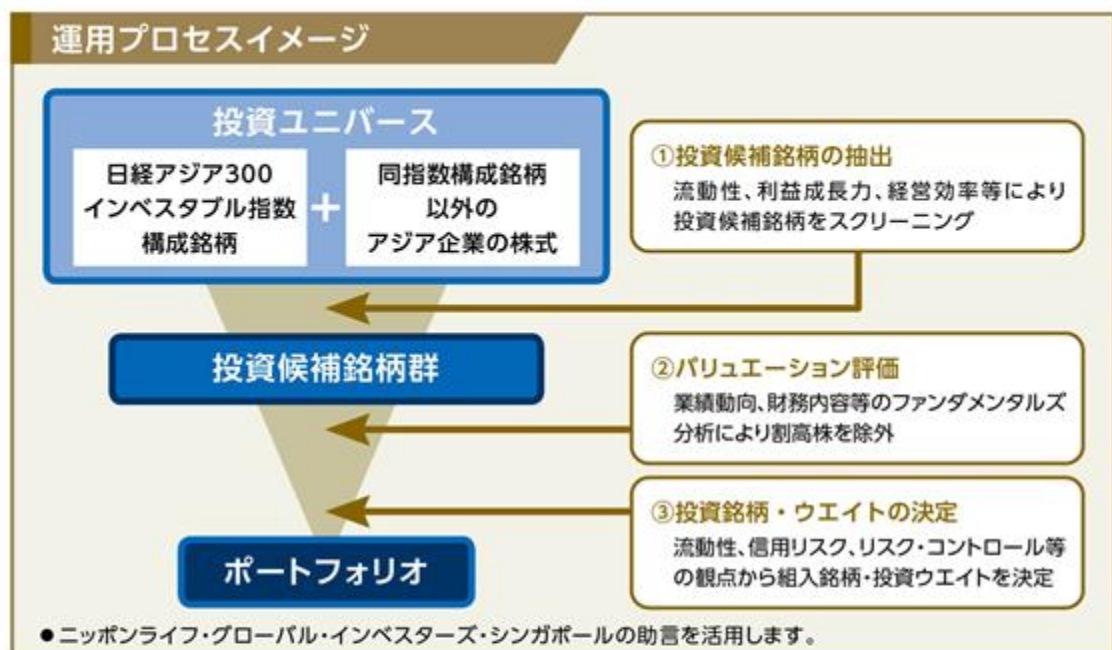 運用プロセスイメージ
投資ユニバース
日経アジア300
インベスタブル指数
構成銘柄
+
同指数構成銘柄
以外の
アジア企業の株式
①投資候補銘柄の抽出
流動性、利益成長力、経営効率等により
投資候補銘柄をスクリーニング
投資候補銘柄群
②バリュエーション評価
業績動向、財務内容等のファンダメンタルズ
分析により割高株を除外
③投資銘柄・ウエイトの決定
流動性、信用リスク、リスク・コントロール等
の観点から組入銘柄・投資ウエイトを決定
ポートフォリオ
●ニッポンライフ・グローバル・インベスターズ・シンガポールの助言を活用します。